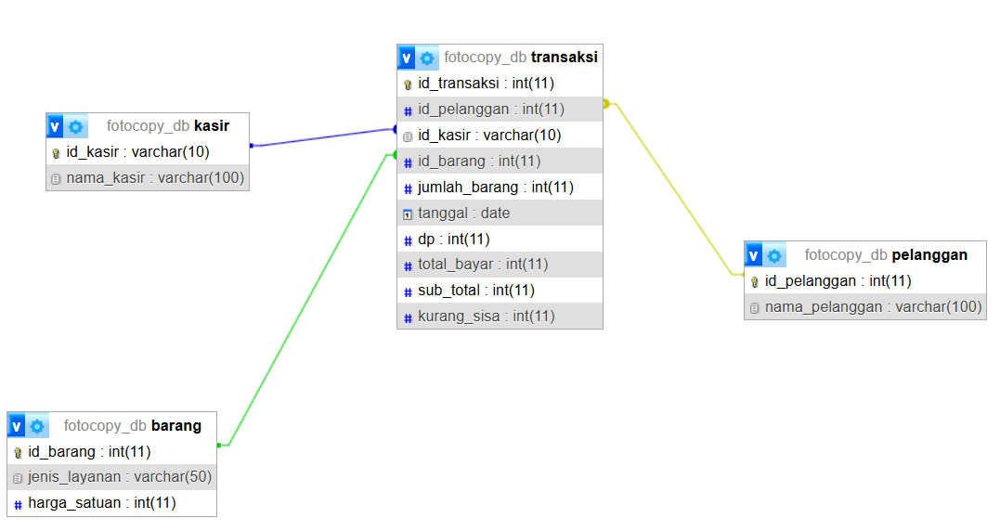 fotocopy_db transaksi
id_transaksi : int(11)
id_pelanggan : int(11)
id_kasir : varchar(10)
id_barang : int(11)
jumlah_barang : int(11)
tanggal : date
dp : int(11)
total_bayar : int(11)
sub_total : int(11)
kurang_sisa : int(11)
fotocopy_db kasir
id_kasir : varchar(10)
nama_kasir : varchar(100)
fotocopy_db pelanggan
id_pelanggan : int(11)
nama_pelanggan : varchar(100)
fotocopy_db barang
id_barang : int(11)
jenis_layanan : varchar(50)
harga_satuan : int(11)